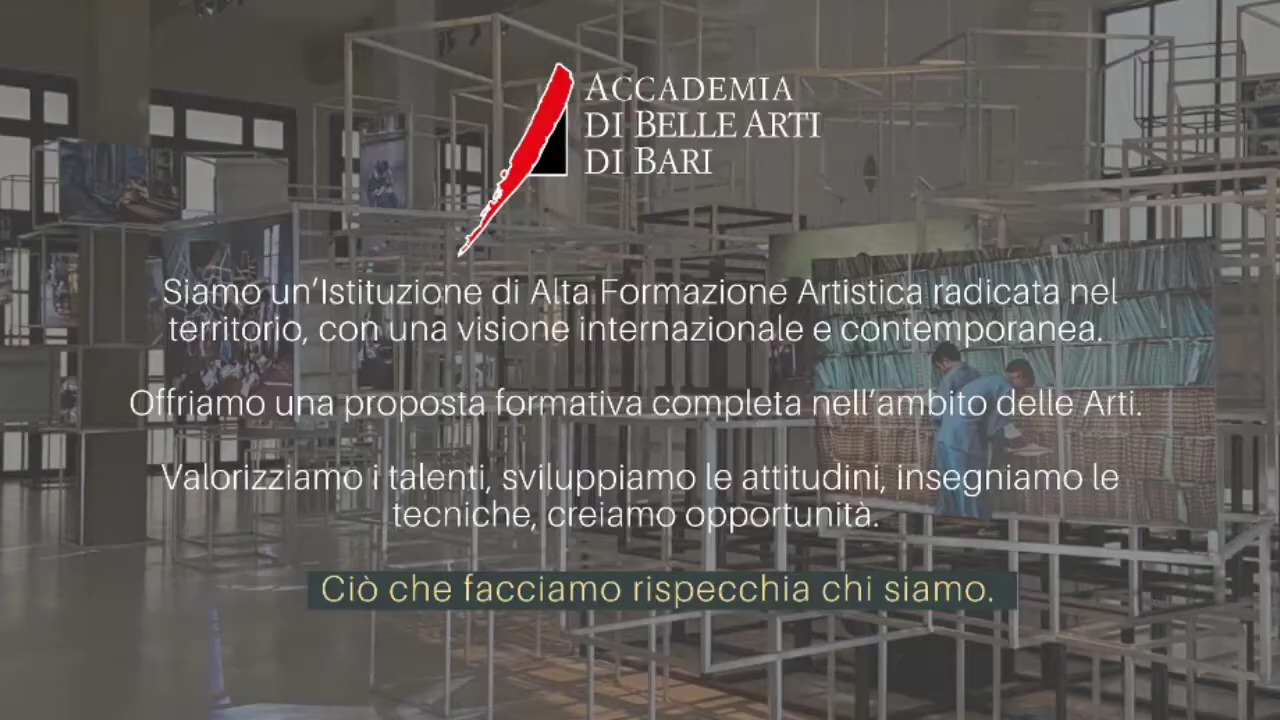 ACCADEMIA
DI BELLE ARTI
DI BARI
Siamo un'Istituzione di Alta Formazione Artistica radicata nel
territorio, con una visione internazionale e contemporanea.
Offriamo una proposta formativa completa nell'ambito delle Arti.
Valorizziamo i talenti, sviluppiamo le attitudini, insegniamo le
tecniche, creiamo opportunità.
Ciò che facciamo rispecchia chi siamo.